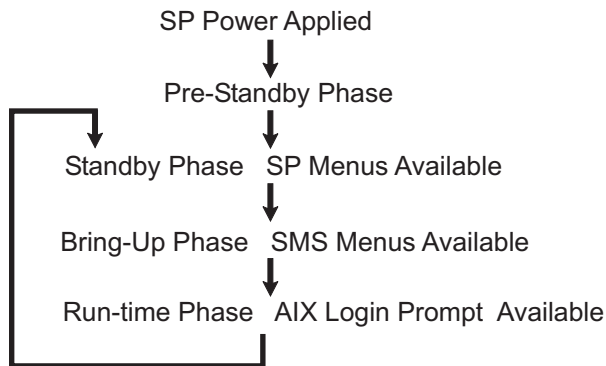 SP Power Applied
Pre-Standby Phase
Standby Phase SP Menus Available
Bring-Up Phase SMS Menus Available
Run-time Phase AIX Login Prompt Available